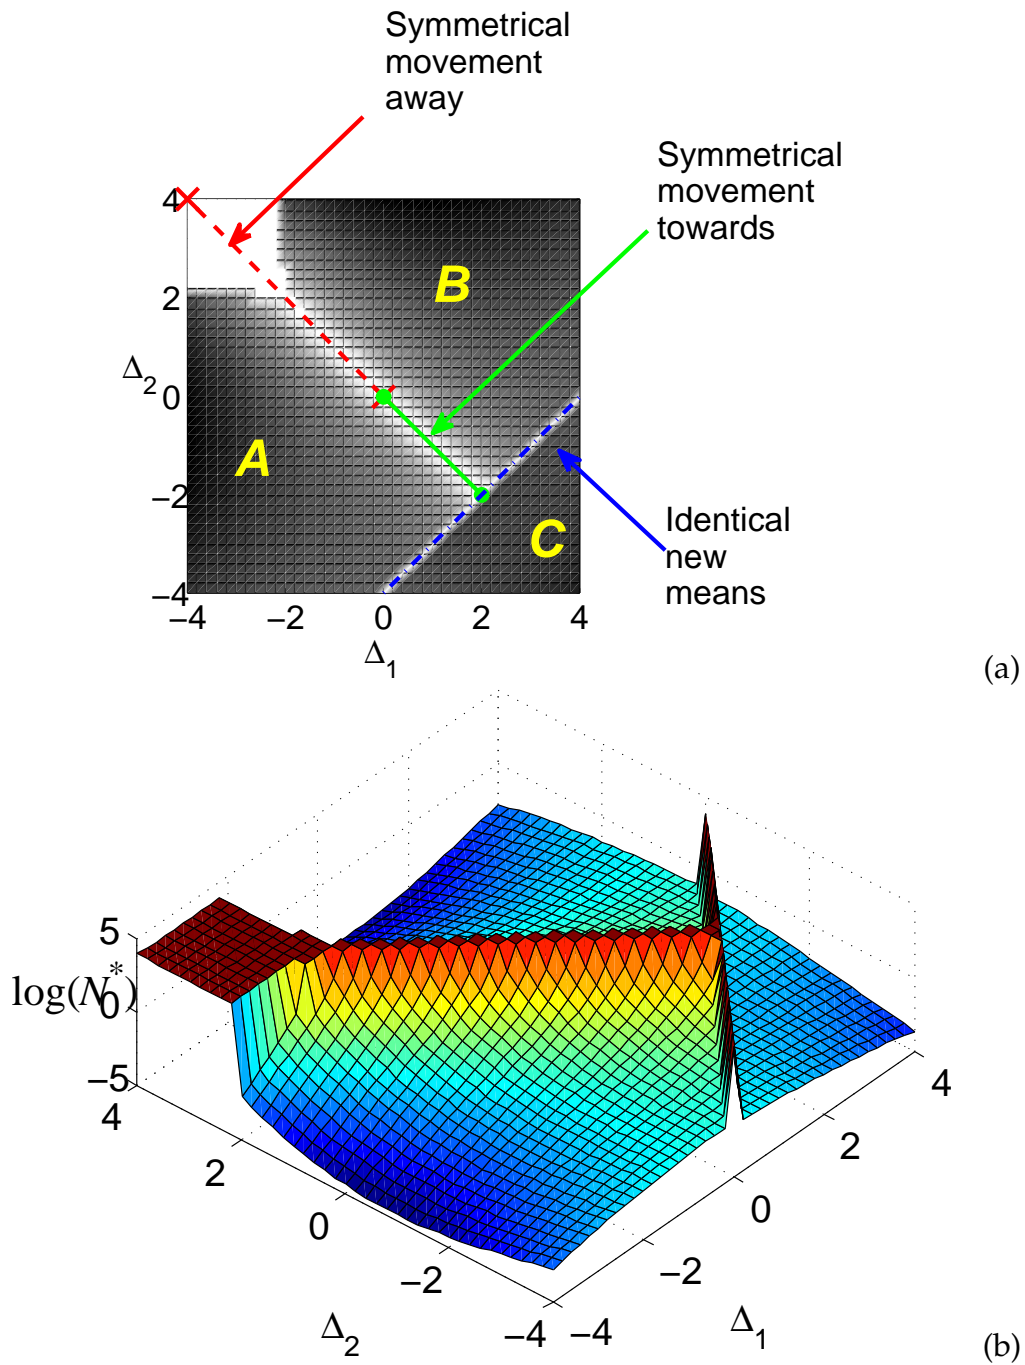 Symmetrical
movement
away
Symmetrical
movement
towards
4
2
Δ2
0
−2
−4
B
A
C
Identical
new
means
−4
−2
0
2
4
Δ1
(a)
5
log(N*)
0
−5
4
2
0
−2
−4
Δ2
−4
−2
0
2
4
Δ1
(b)